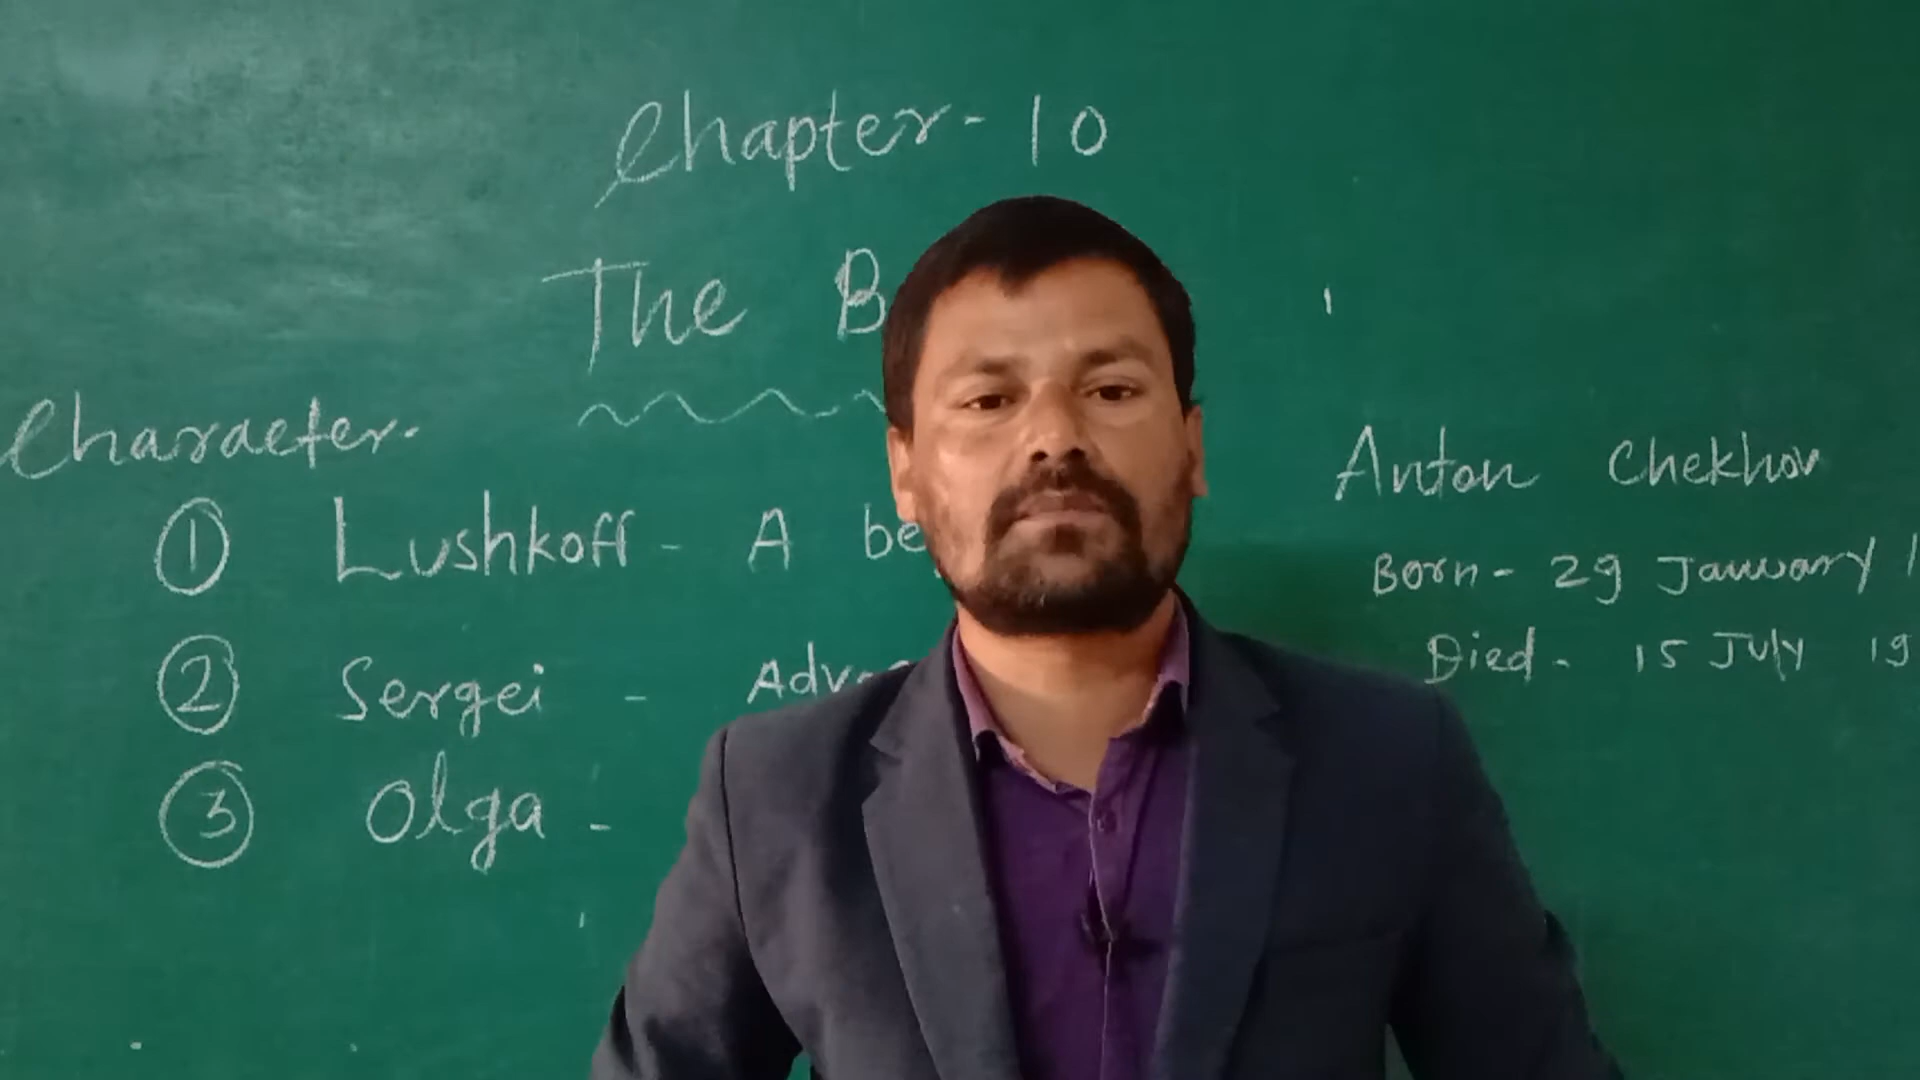 Chapter-10
The B
Character.
① Lushkoff - A be
② Sergei - Adv
③ Olga -
Anton Chekhov
Born- 29 January 1
Died- 15 July 19